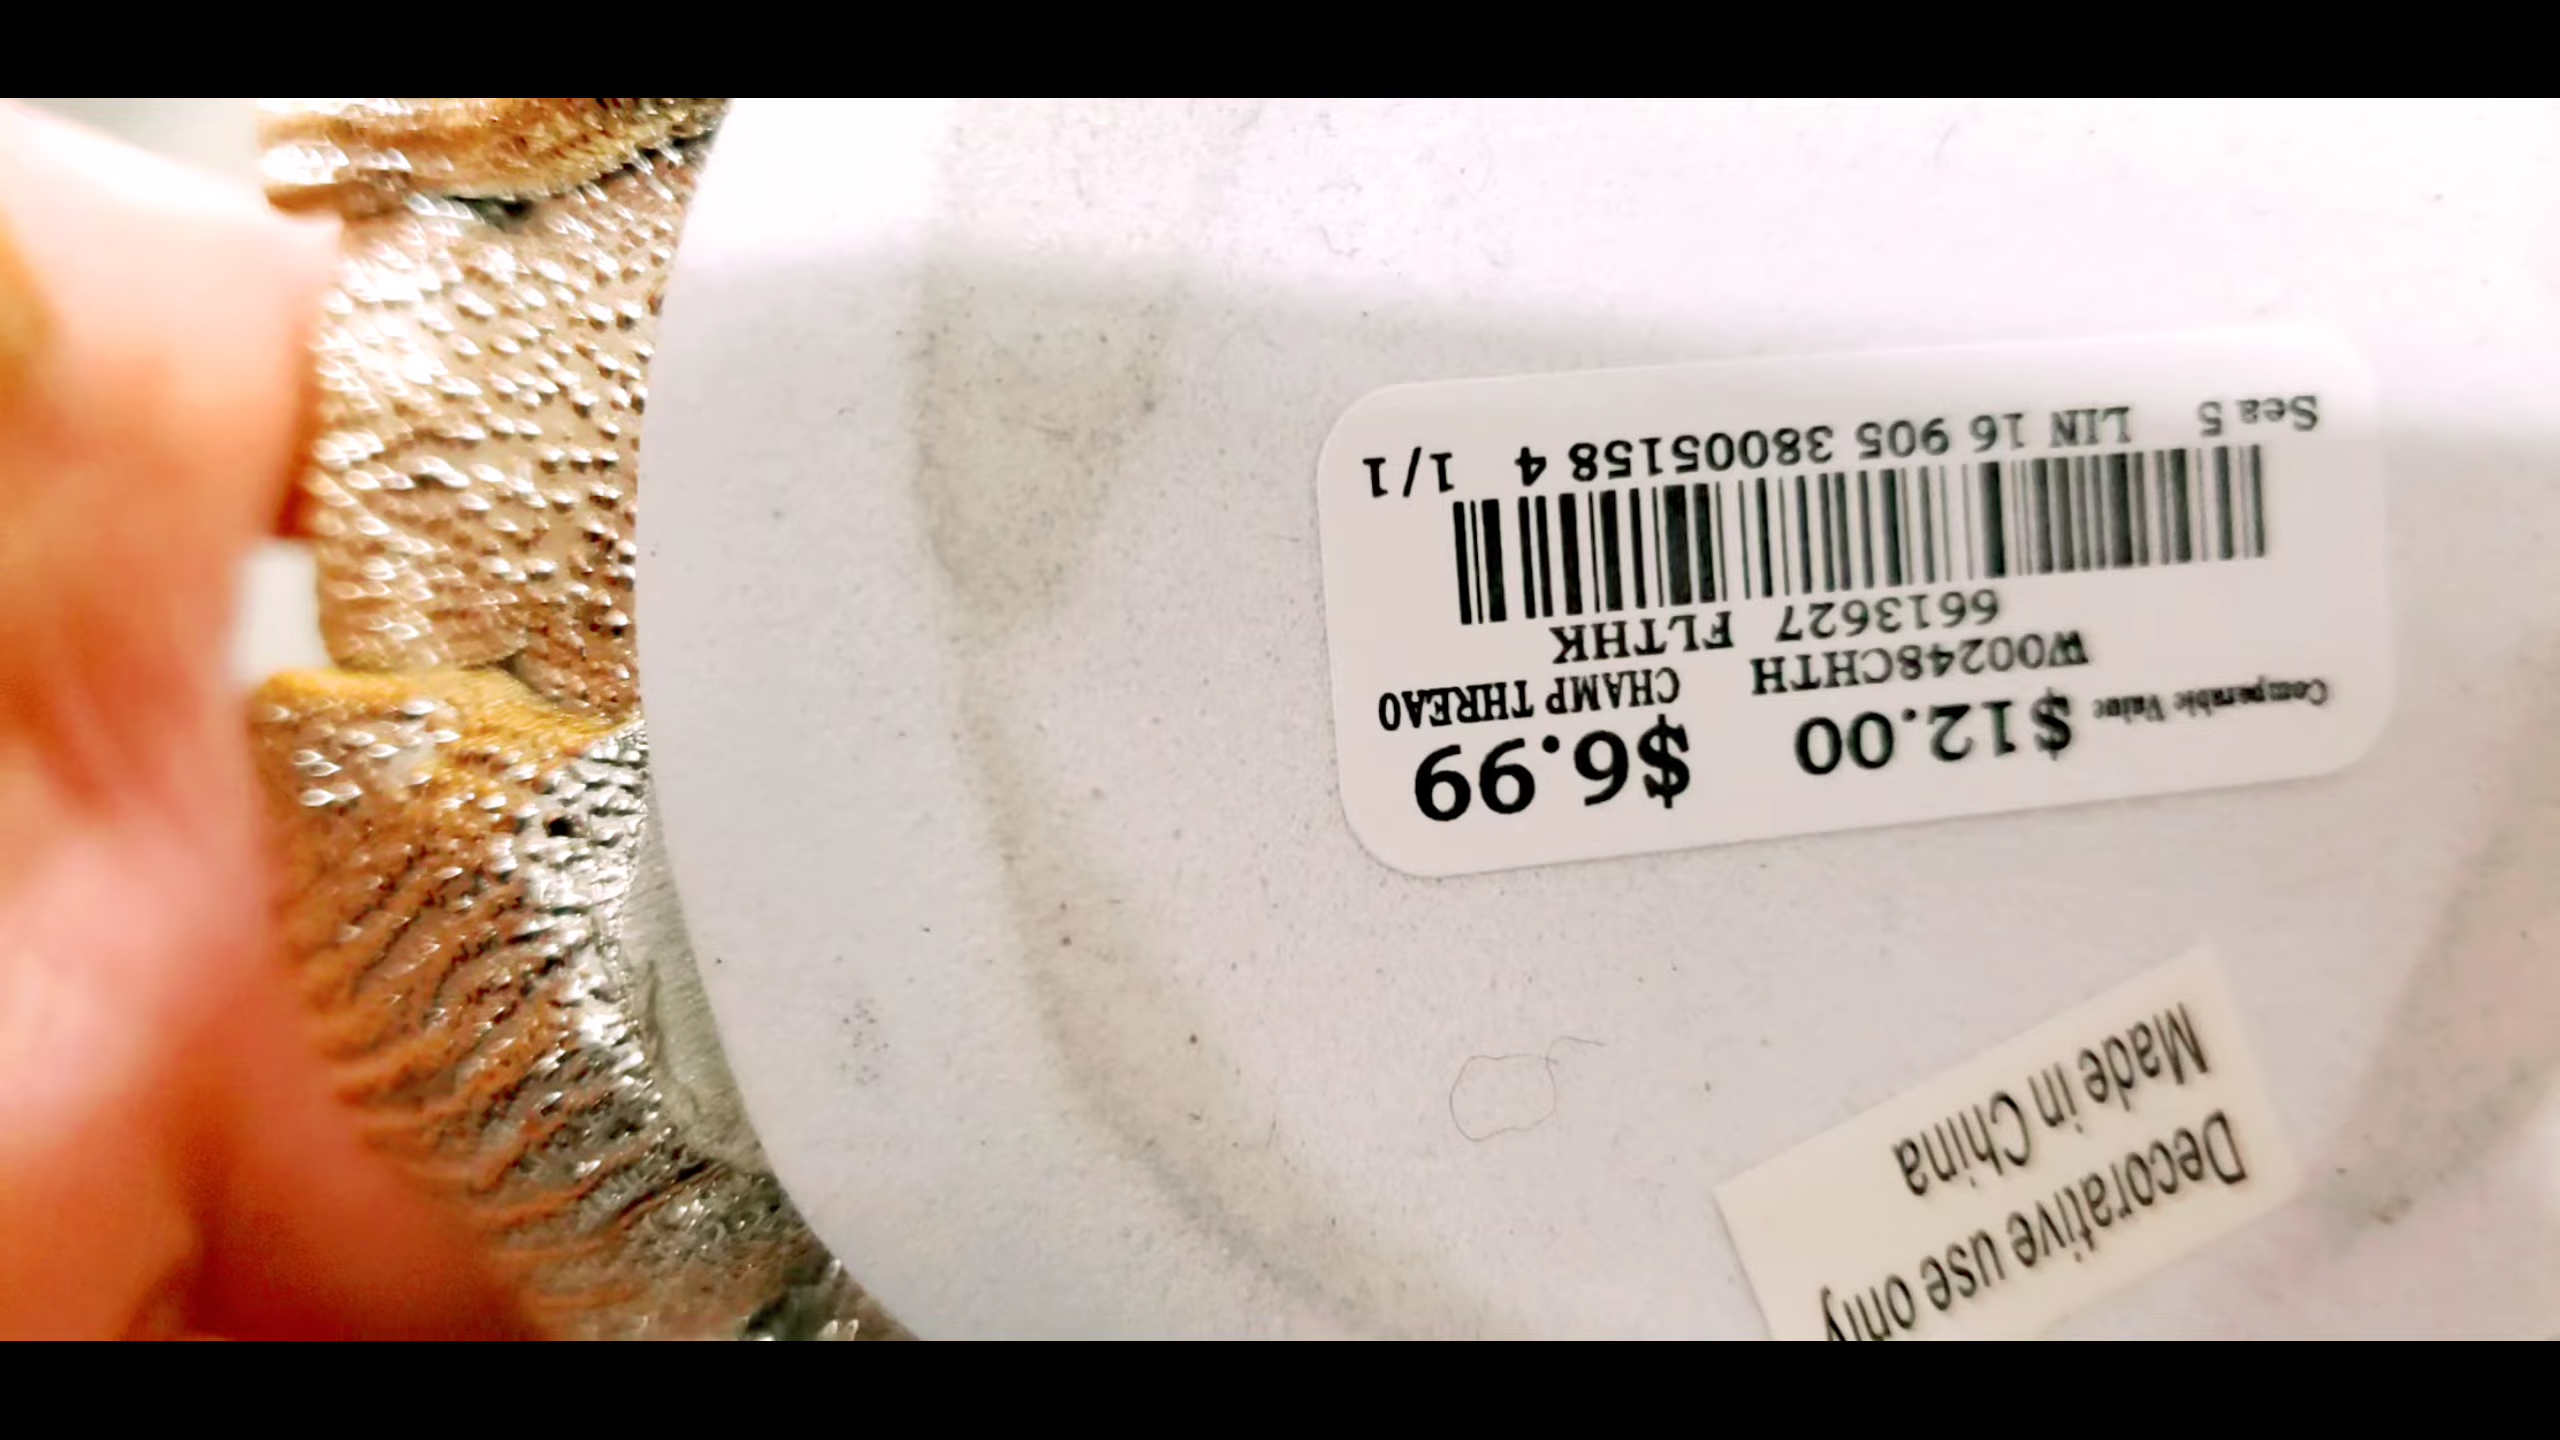 Sea 5 LIN 16 905 38005158 4 1/1
6613627 FLTHK
W00248CHTH CHAMP THREA0
Comparable Value $12.00 $6.99
Decorative use only
Made in China